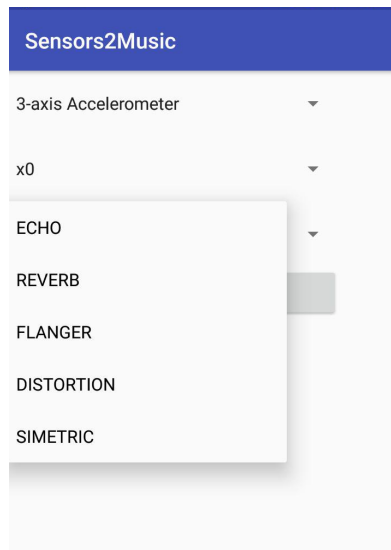 Sensors2Music
3-axis Accelerometer
x0
ECHO
REVERB
FLANGER
DISTORTION
SIMETRIC